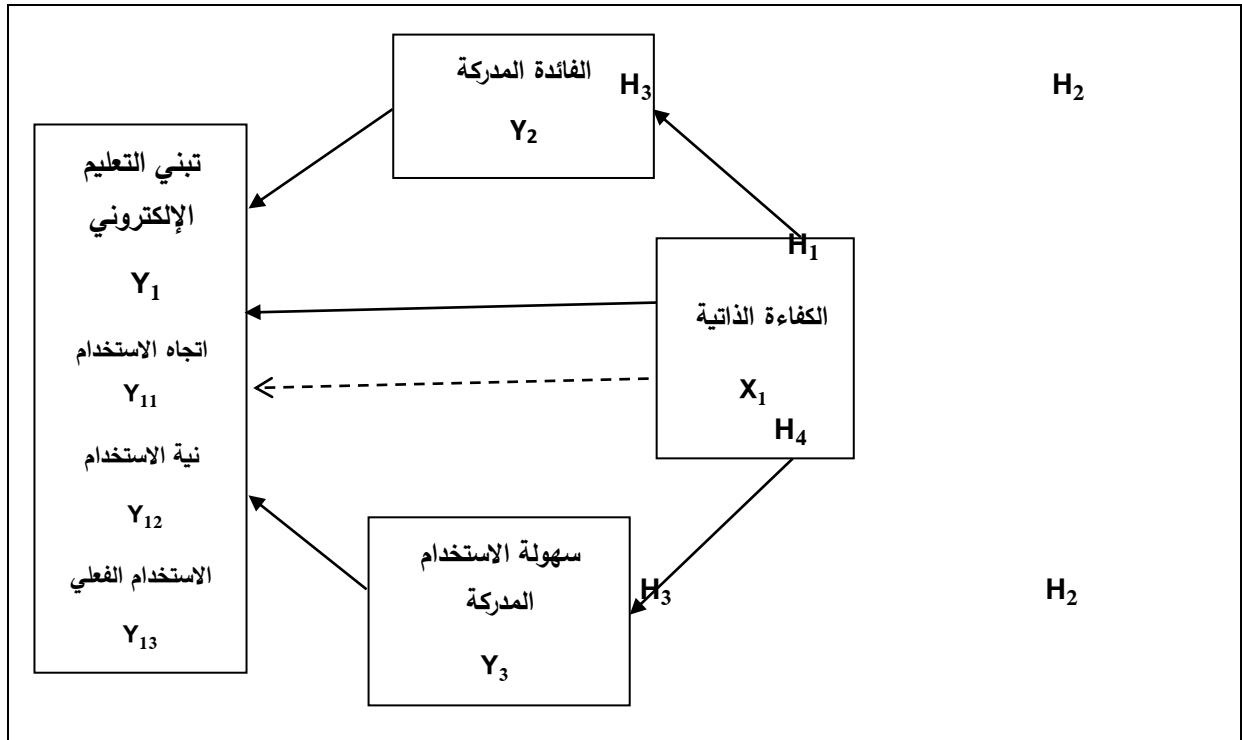 الفائدة المدركة
Y2
H3
H2
تبني التعليم
الإلكتروني
Y1
اتجاه الاستخدام
Y11
نية الاستخدام
Y12
الاستخدام الفعلي
Y13
H1
الكفاءة الذاتية
X1
H4
سهولة الاستخدام
المدركة
Y3
H3
H2